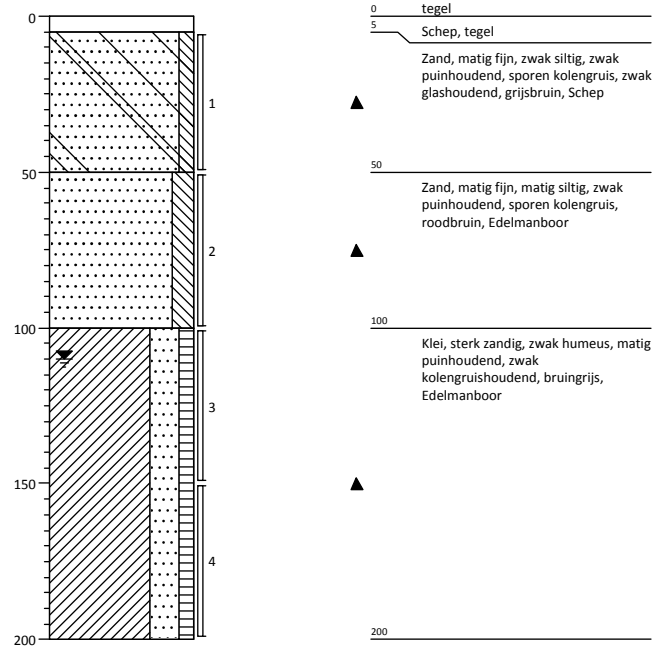 0
50
100
150
200
1
2
3
4
0
tegel
5
Schep, tegel
Zand, matig fijn, zwak siltig, zwak
puinhoudend, sporen kolengruis, zwak
glashoudend, grijsbruin, Schep
50
Zand, matig fijn, matig siltig, zwak
puinhoudend, sporen kolengruis,
roodbruin, Edelmanboor
100
Klei, sterk zandig, zwak humeus, matig
puinhoudend, zwak
kolengruishoudend, bruingrijs,
Edelmanboor
200